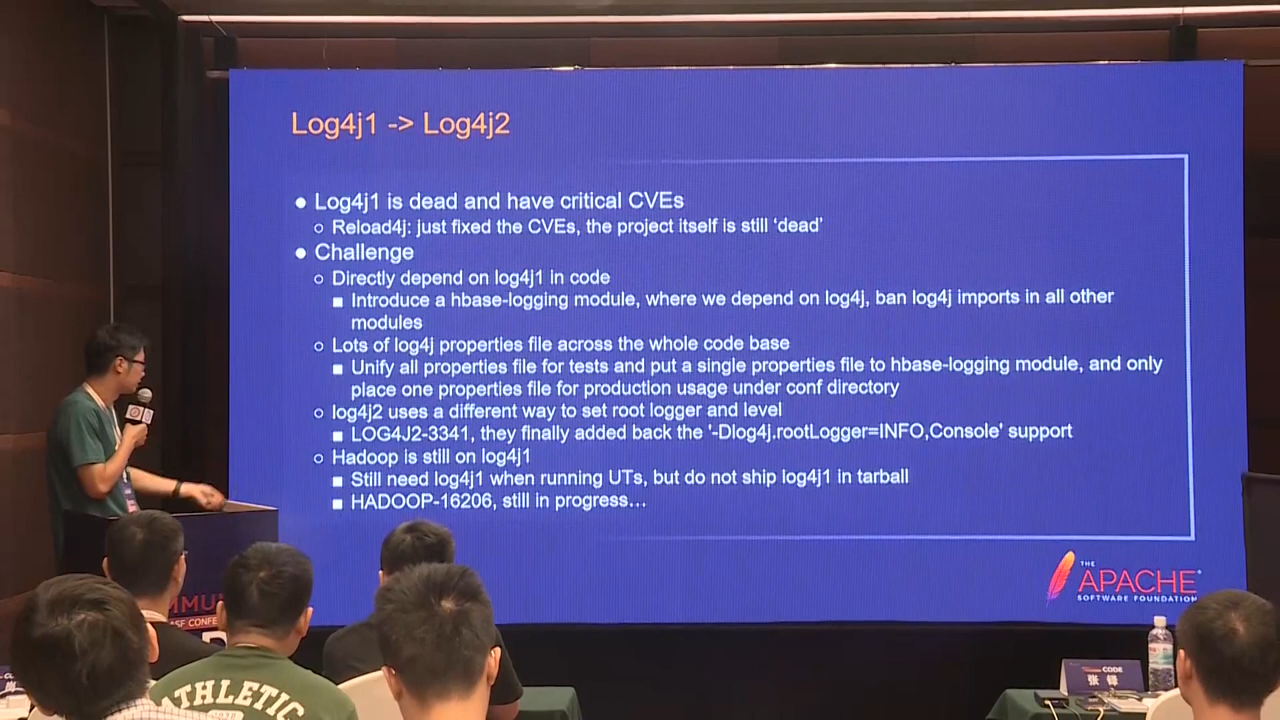 Log4j1 -> Log4j2
● Log4j1 is dead and have critical CVEs
○ Reload4j: just fixed the CVEs, the project itself is still ‘dead’
● Challenge
○ Directly depend on log4j1 in code
■ Introduce a hbase-logging module, where we depend on log4j, ban log4j imports in all other
modules
○ Lots of log4j properties file across the whole code base
■ Unify all properties file for tests and put a single properties file to hbase-logging module, and only
place one properties file for production usage under conf directory
○ log4j2 uses a different way to set root logger and level
■ LOG4J2-3341, they finally added back the '-Dlog4j.rootLogger=INFO,Console' support
○ Hadoop is still on log4j1
■ Still need log4j1 when running UTs, but do not ship log4j1 in tarball
■ HADOOP-16206, still in progress…
THE
APACHE
SOFTWARE FOUNDATION
ATHLETIC
CODE
张 铎